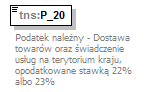 tns:P_20
Podatek należny - Dostawa
towarów oraz świadczenie
usług na terytorium kraju,
opodatkowane stawką 22%
albo 23%